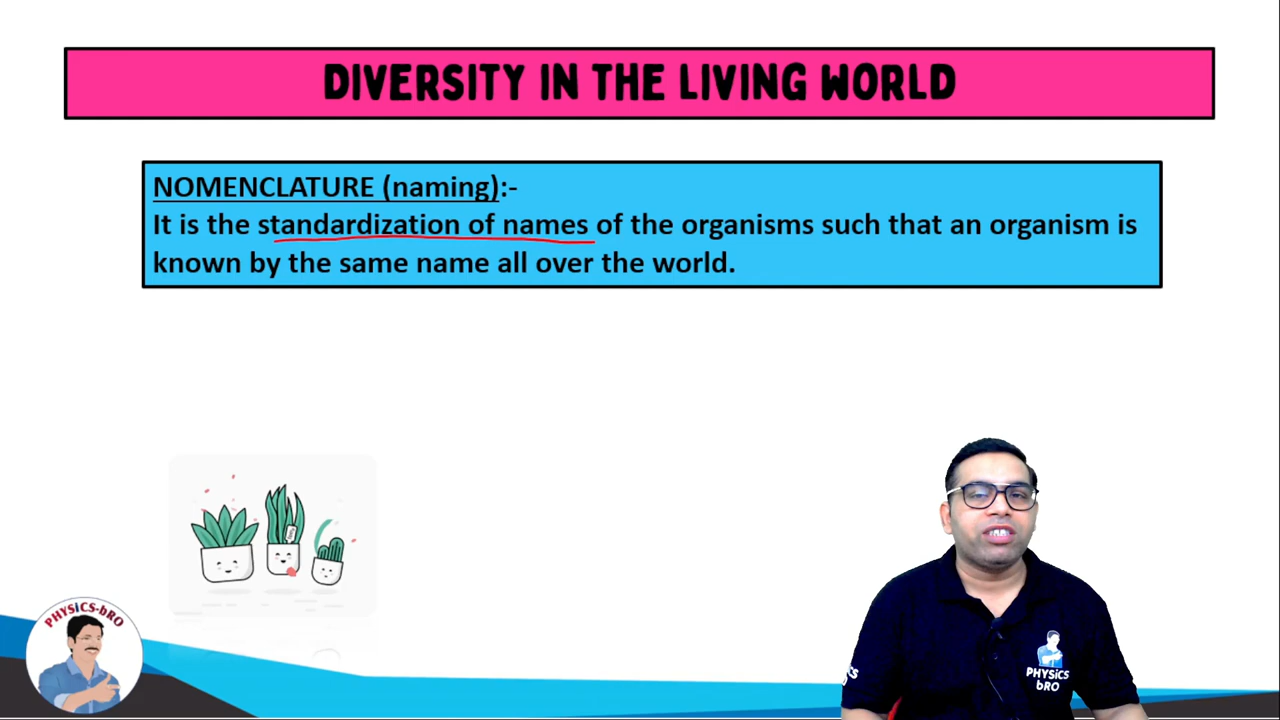 DIVERSITY IN THE LIVING WORLD
NOMENCLATURE (naming):-
It is the standardization of names of the organisms such that an organism is
known by the same name all over the world.
PHYSiCS-bRO
PHYSiCS
bRO